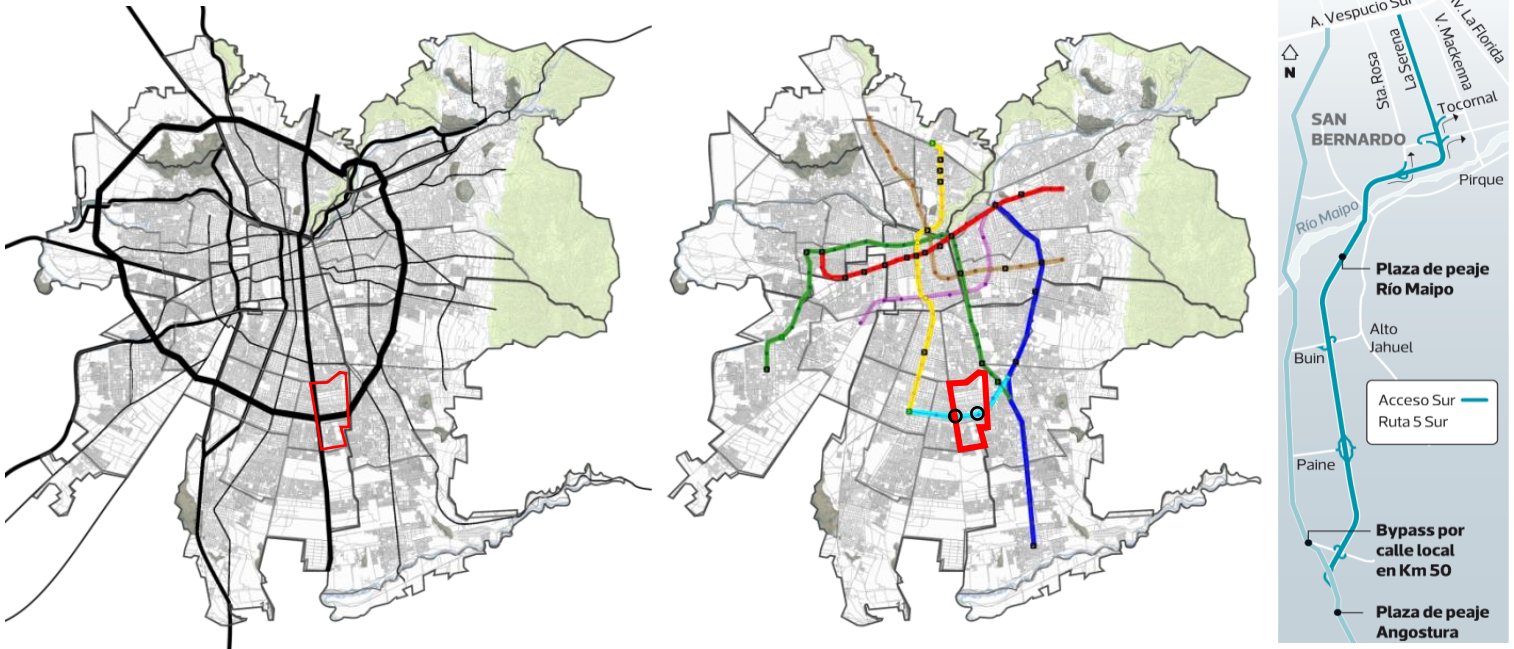 A. Vespucio Sur
Av. La Florida
V. Mackenna
La Serena
Sta. Rosa
N
Tocornal
SAN
BERNARDO
Pirque
Río Maipo
Plaza de peaje
Río Maipo
Alto
Jahuel
Buin
Acceso Sur
Ruta 5 Sur
Paine
Bypass por
calle local
en Km 50
Plaza de peaje
Angostura